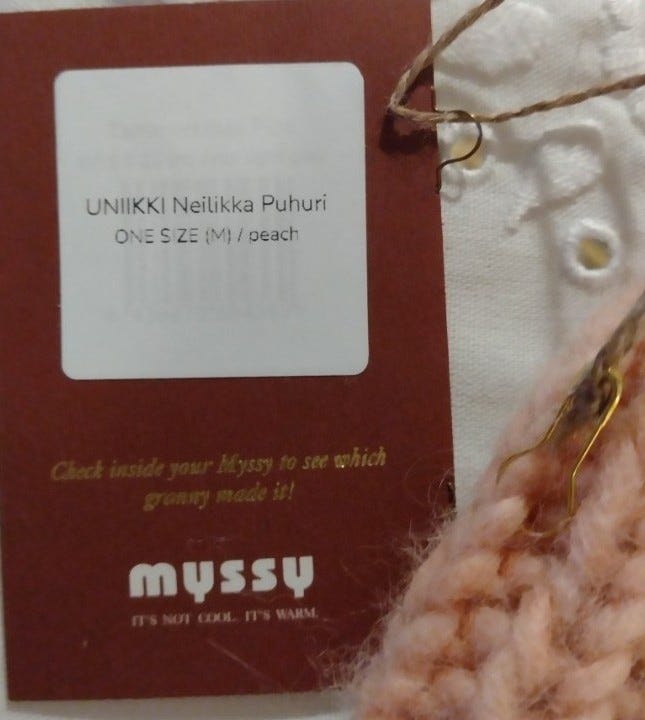 UNIIKKI Neilikka Puhuri
ONE SIZE (M) / peach
Check inside your Myssy to see which
granny made it!
myssy
IT'S NOT COOL. IT'S WARM.